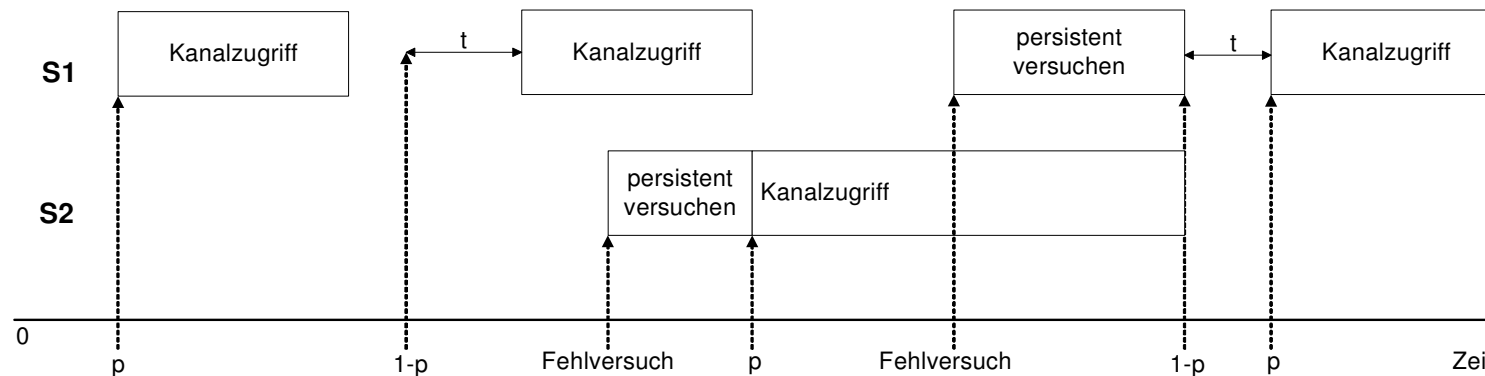 Kanalzugriff
t
Kanalzugriff
persistent
versuchen
t
Kanalzugriff
S1
persistent
versuchen
Kanalzugriff
S2
0
p
1-p
Fehlversuch
p
Fehlversuch
1-p
p
Zei